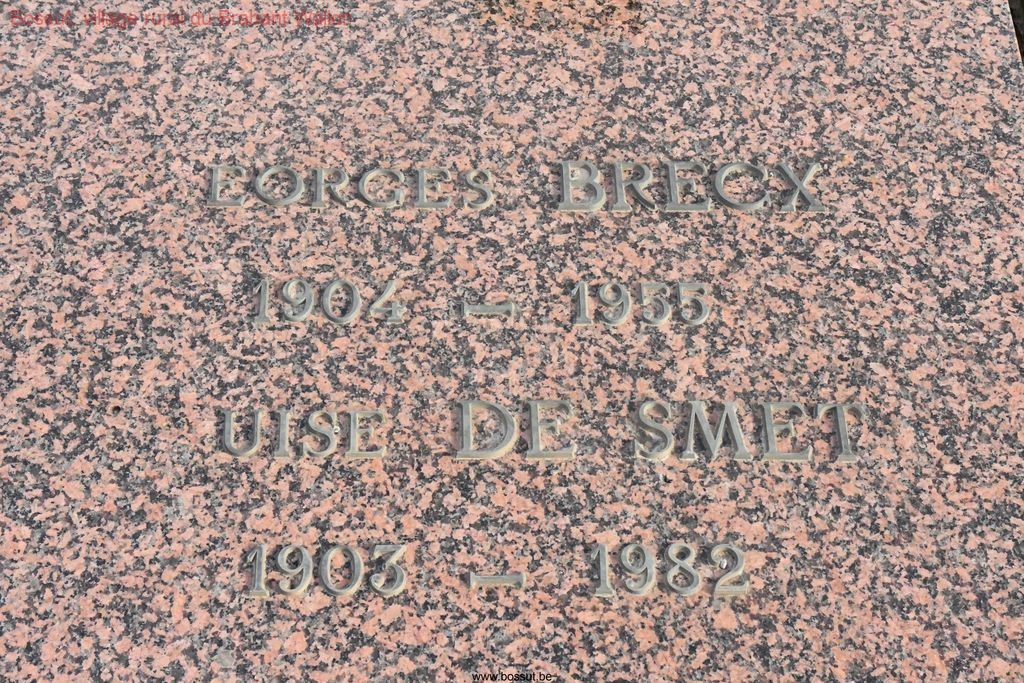 Bossut, village rural du Brabant Wallon
EORGES BRECX
1904 — 1955
UISE DE SMET
1903 — 1982
www.bossut.be